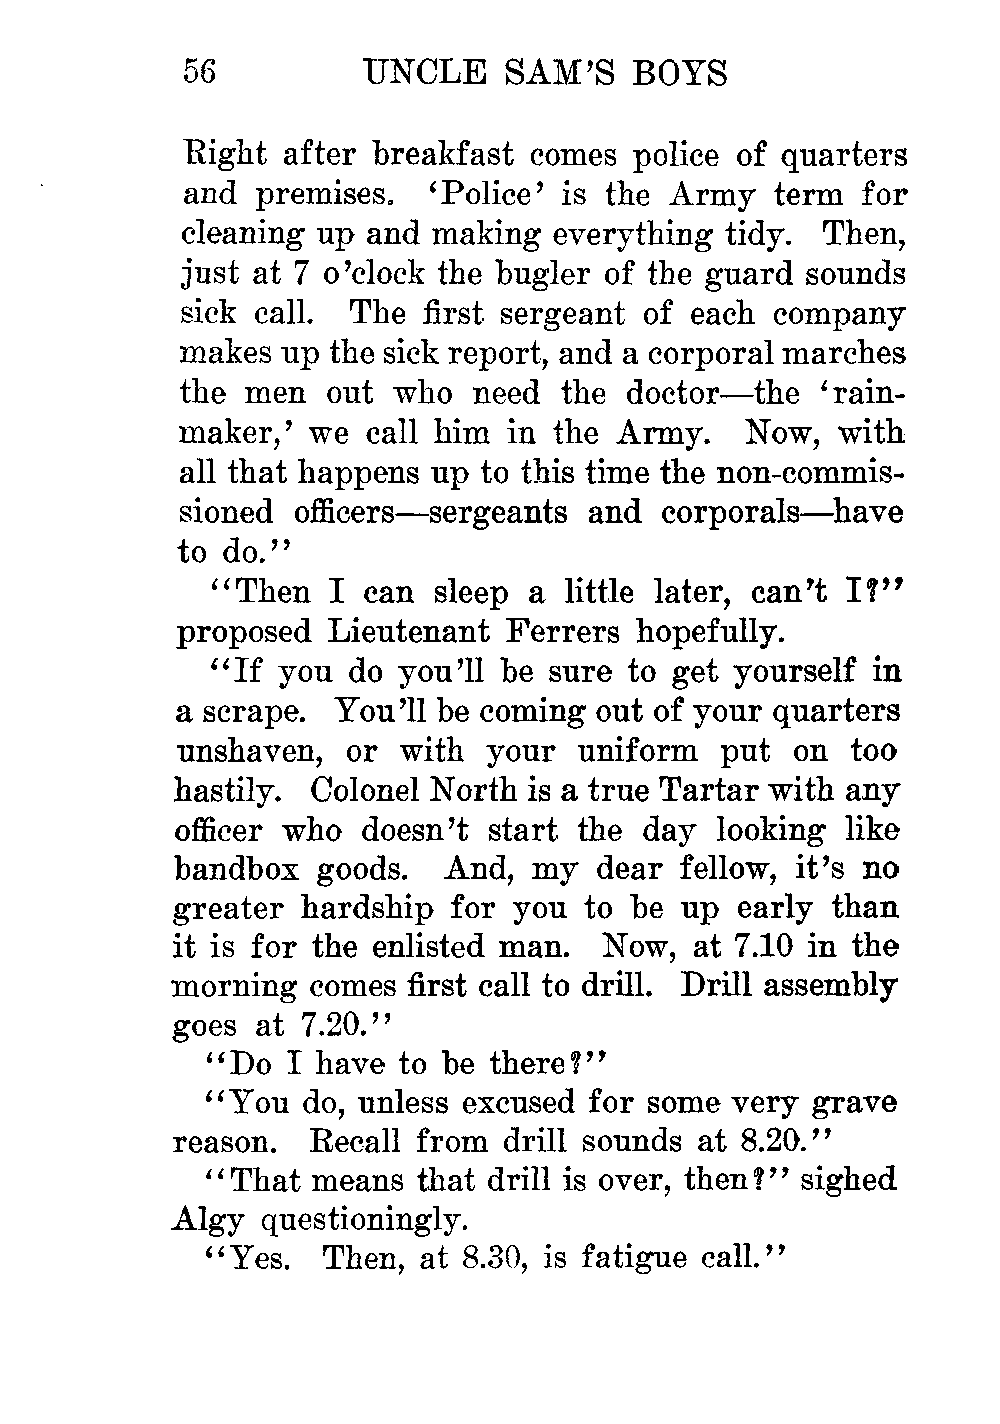 56 UNCLE SAM'S BOYS
Right after breakfast comes police of quarters
and premises. ‘Police’ is the Army term for
cleaning up and making everything tidy. Then,
just at 7 o’clock the bugler of the guard sounds
sick call. The first sergeant of each company
makes up the sick report, and a corporal marches
the men out who need the doctor—the ‘rain-
maker,’ we call him in the Army. Now, with
all that happens up to this time the non-commis-
sioned officers—sergeants and corporals—have
to do.”
“Then I can sleep a little later, can’t I?”
proposed Lieutenant Ferrers hopefully.
“If you do you’ll be sure to get yourself in
a scrape. You’ll be coming out of your quarters
unshaven, or with your uniform put on too
hastily. Colonel North is a true Tartar with any
officer who doesn’t start the day looking like
bandbox goods. And, my dear fellow, it’s no
greater hardship for you to be up early than
it is for the enlisted man. Now, at 7.10 in the
morning comes first call to drill. Drill assembly
goes at 7.20.”
“Do I have to be there?”
“You do, unless excused for some very grave
reason. Recall from drill sounds at 8.20.”
“That means that drill is over, then?” sighed
Algy questioningly.
“Yes. Then, at 8.30, is fatigue call.”